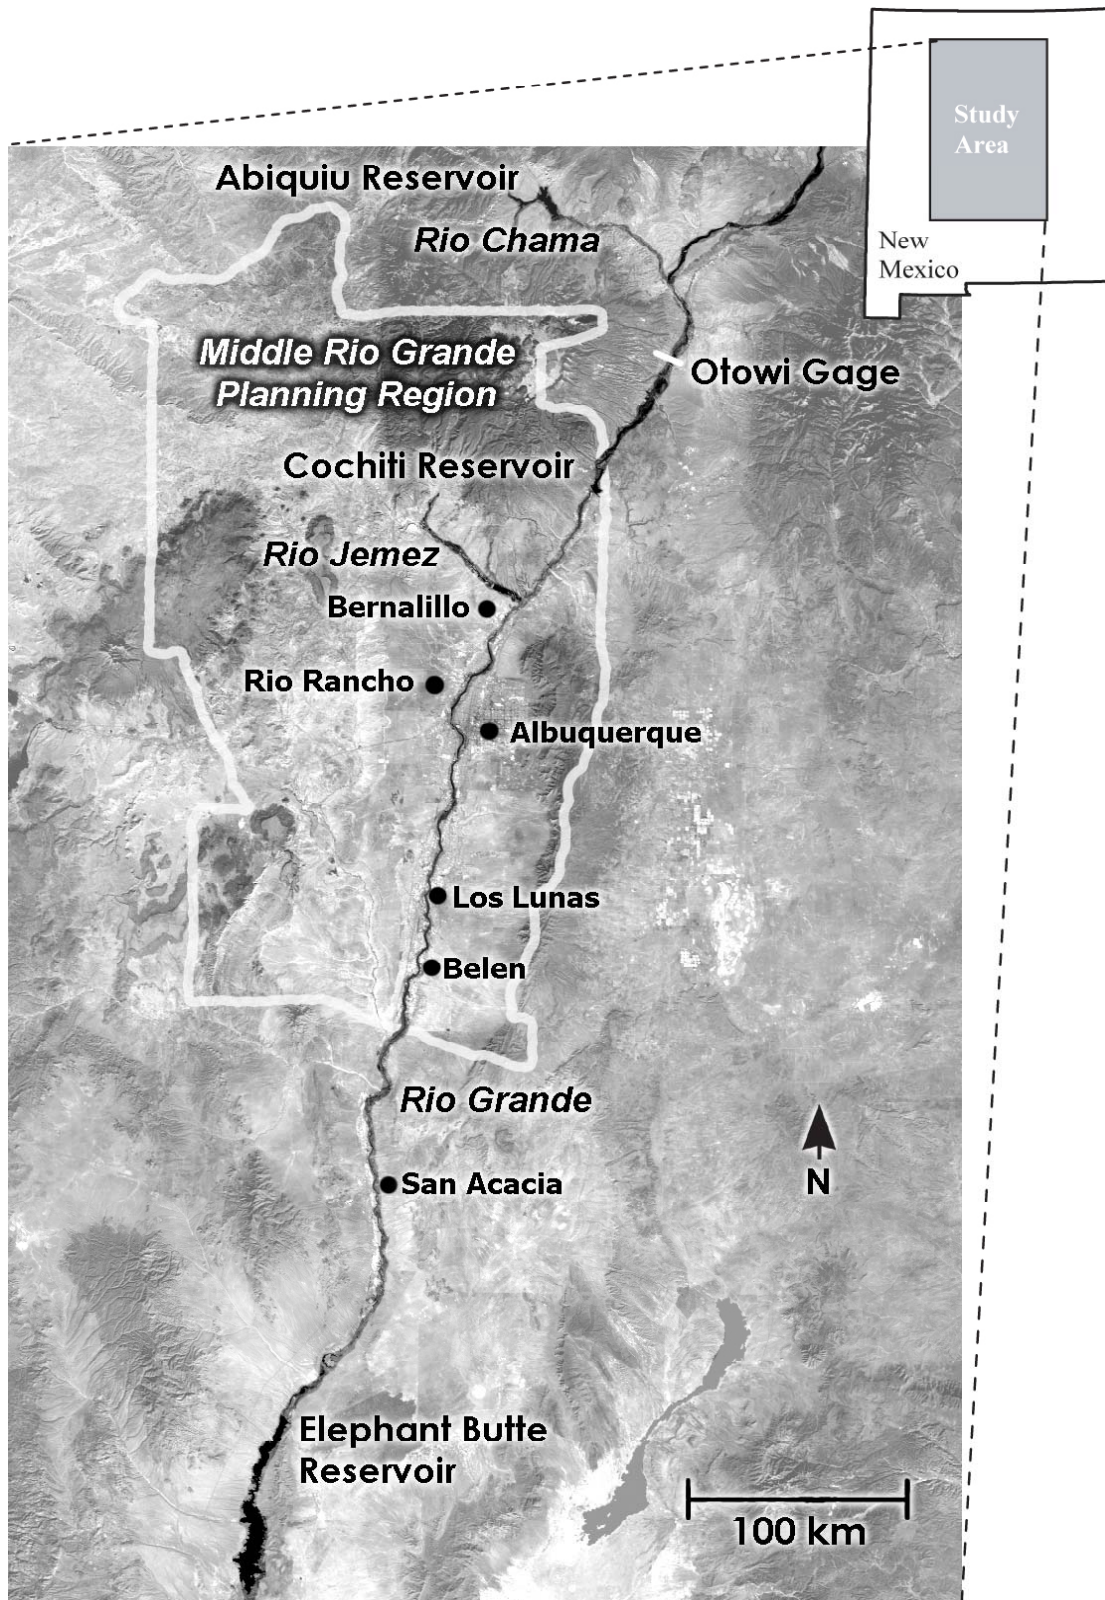 Study
Area
New
Mexico
Abiquiu Reservoir
Rio Chama
Middle Rio Grande
Planning Region
Otowi Gage
Cochiti Reservoir
Rio Jemez
Bernalillo
Rio Rancho
Albuquerque
Los Lunas
Belen
Rio Grande
N
San Acacia
Elephant Butte
Reservoir
100 km